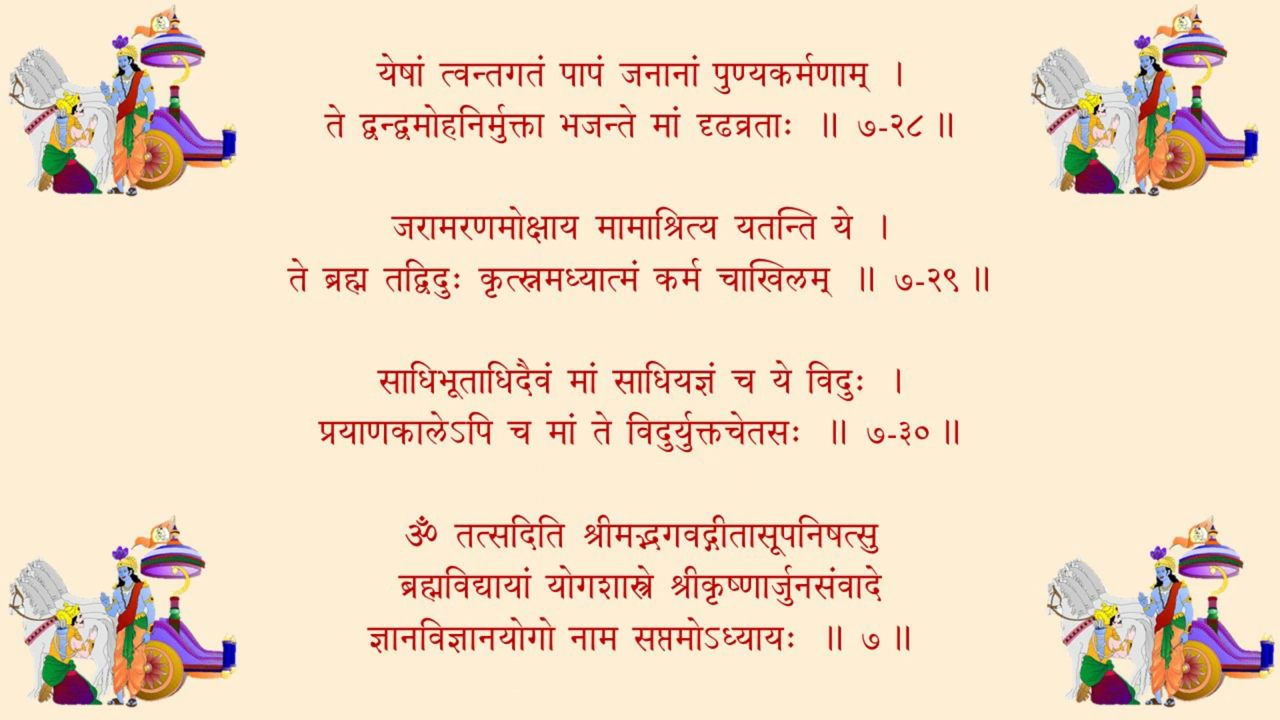 येषां त्वन्तगतं पापं जनानां पुण्यकर्मणाम् ।
ते द्वन्द्वमोहनिर्मुक्ता भजन्ते मां दृढव्रताः ॥ ७-२८ ॥
जरामरणमोक्षाय मामाश्रित्य यतन्ति ये ।
ते ब्रह्म तद्विदुः कृत्स्नमध्यात्मं कर्म चाखिलम् ॥ ७-२९ ॥
साधिभूताधिदैवं मां साधियज्ञं च ये विदुः ।
प्रयाणकालेऽपि च मां ते विदुर्युक्तचेतसः ॥ ७-३० ॥
ॐ तत्सदिति श्रीमद्भगवद्गीतासूपनिषत्सु
ब्रह्मविद्यायां योगशास्त्रे श्रीकृष्णार्जुनसंवादे
ज्ञानविज्ञानयोगो नाम सप्तमोऽध्यायः ॥ ७ ॥